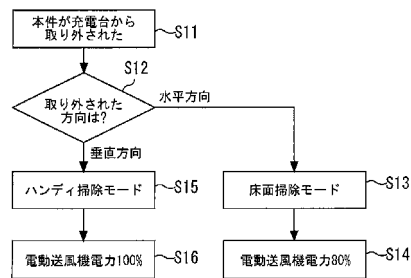 本件が充電台から
取り外された
S11
S12
取り外された
方向は?
水平方向
垂直方向
ハンディ掃除モード
S15
床面掃除モード
S13
電動送風機電力100%
S16
電動送風機電力80%
S14